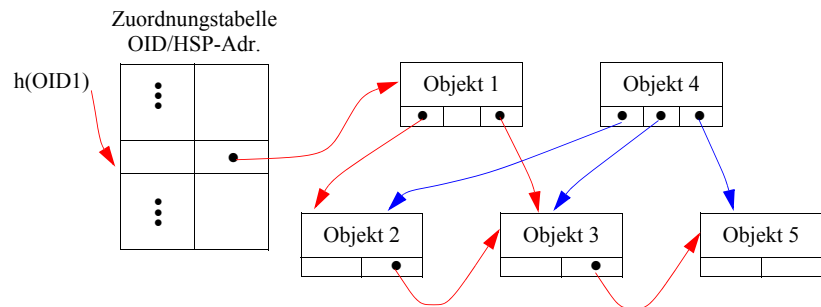 Zuordnungstabelle
OID/HSP-Adr.
h(OID1)
Objekt 1
Objekt 4
Objekt 2
Objekt 3
Objekt 5